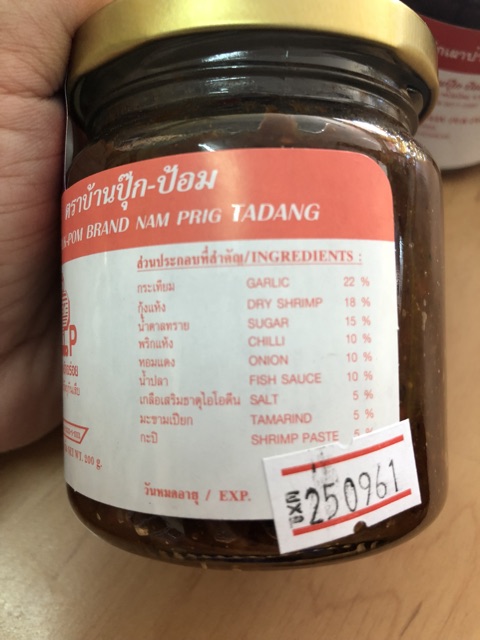 ตราบ้านปุ๊ก-ป้อม
-POM BRAND NAM PRIG TADANG
ส่วนประกอบที่สำคัญ/INGREDIENTS :
กระเทียม GARLIC 22 %
กุ้งแห้ง DRY SHRIMP 18 %
น้ำตาลทราย SUGAR 15 %
พริกแห้ง CHILLI 10 %
หอมแดง ONION 10 %
น้ำปลา FISH SAUCE 10 %
เกลือเสริมธาตุไอโอดีน SALT 5 %
มะขามเปียก TAMARIND 5 %
กะปิ SHRIMP PASTE 5 %
WT. 200 g.
วันหมดอายุ / EXP.
EXP 250961